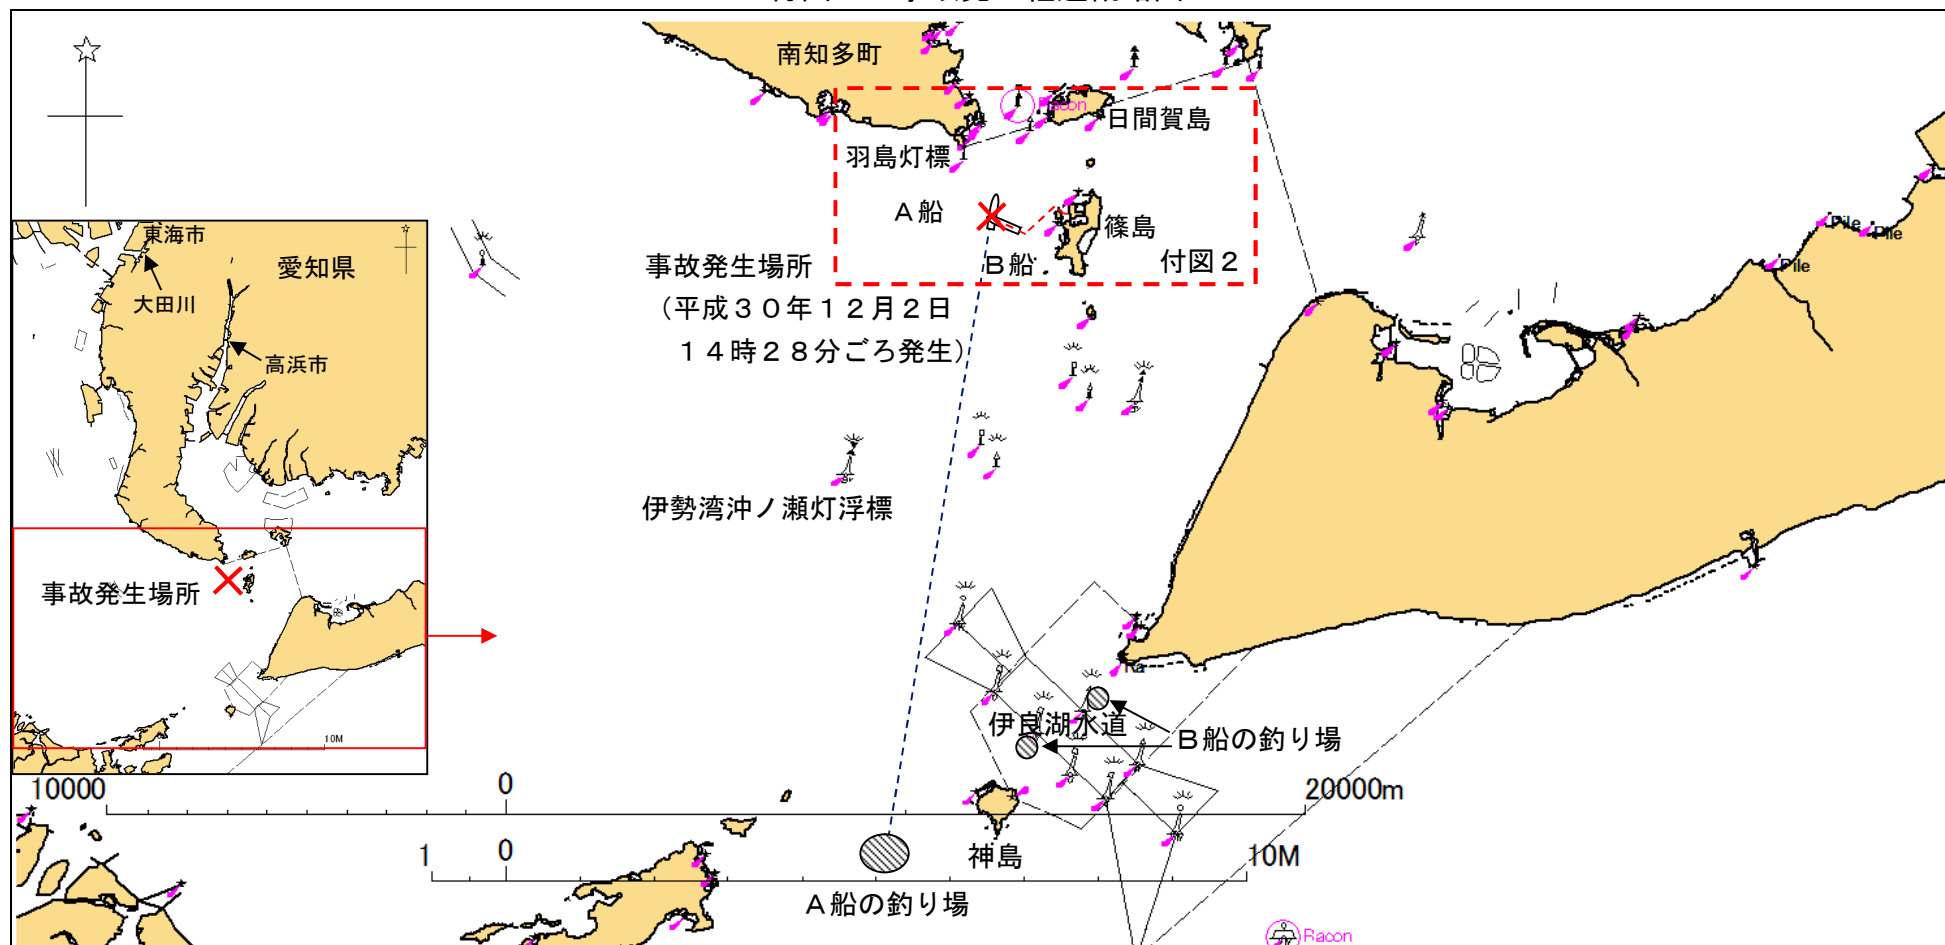 南知多町
Racon
日間賀島
羽島灯標
A船
篠島
B船
付図2
事故発生場所
(平成30年12月2日
14時28分ごろ発生)
Pile
Pile
Pile
東海市
愛知県
大田川
高浜市
伊勢湾沖ノ瀬灯浮標
事故発生場所
10M
Ra
伊良湖水道
B船の釣り場
10000
0
20000m
1
0
10M
神島
A船の釣り場
Racon